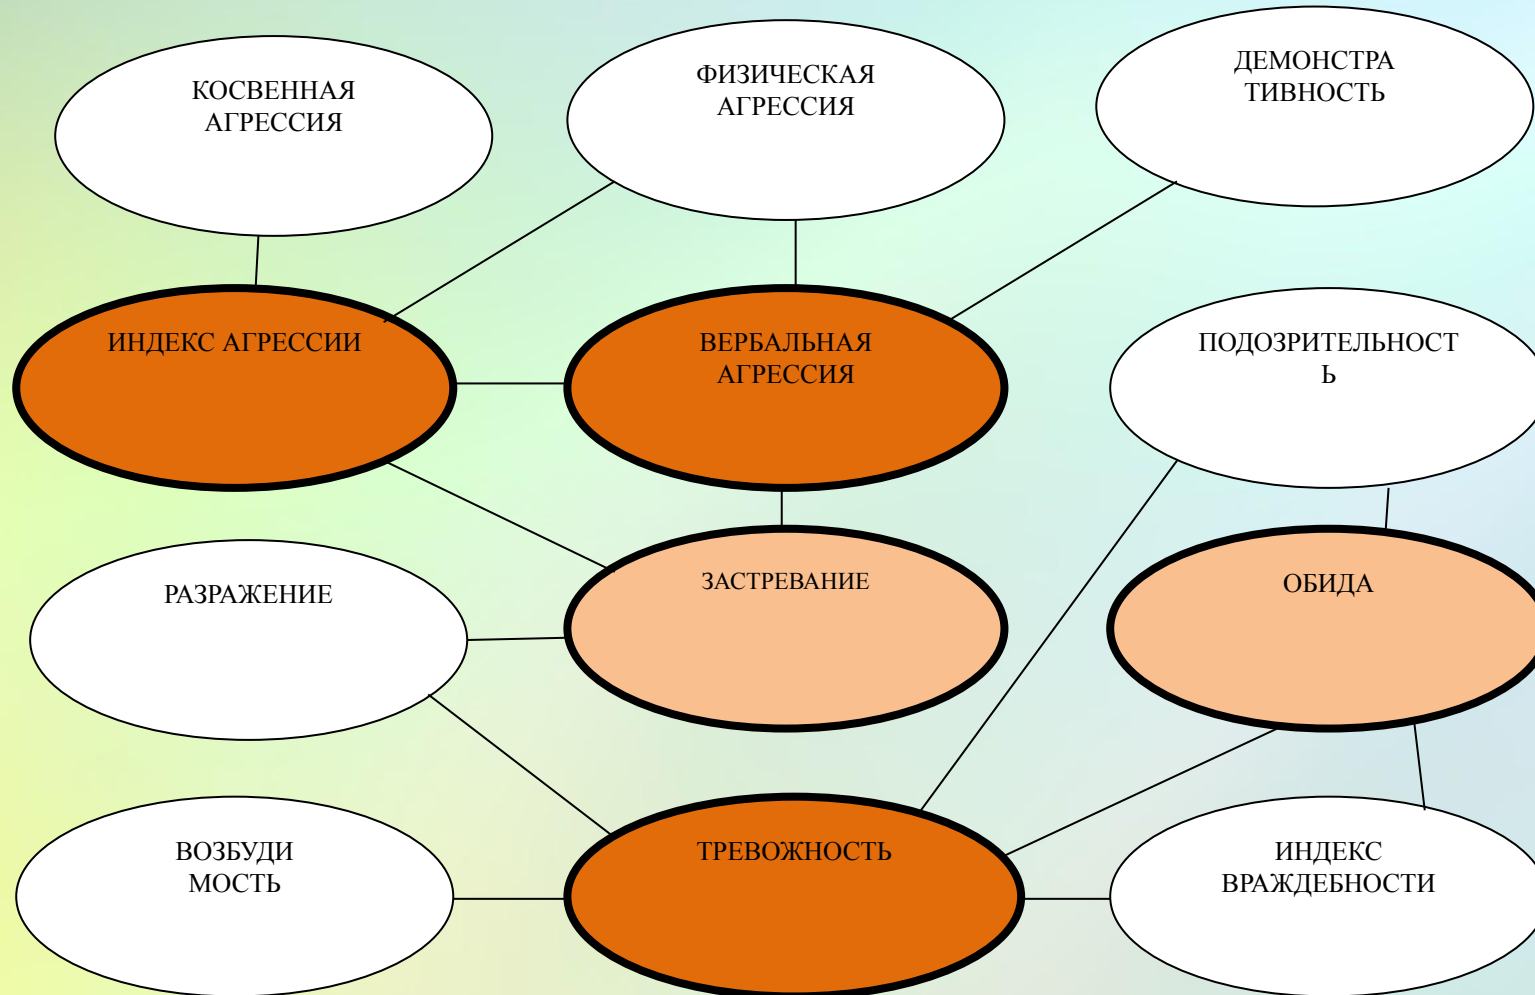 КОСВЕННАЯ
АГРЕССИЯ
ФИЗИЧЕСКАЯ
АГРЕССИЯ
ДЕМОНСТРА
ТИВНОСТЬ
ИНДЕКС АГРЕССИИ
ВЕРБАЛЬНАЯ
АГРЕССИЯ
ПОДОЗРИТЕЛЬНОСТ
Ь
РАЗРАЖЕНИЕ
ЗАСТРЕВАНИЕ
ОБИДА
ВОЗБУДИ
МОСТЬ
ТРЕВОЖНОСТЬ
ИНДЕКС
ВРАЖДЕБНОСТИ